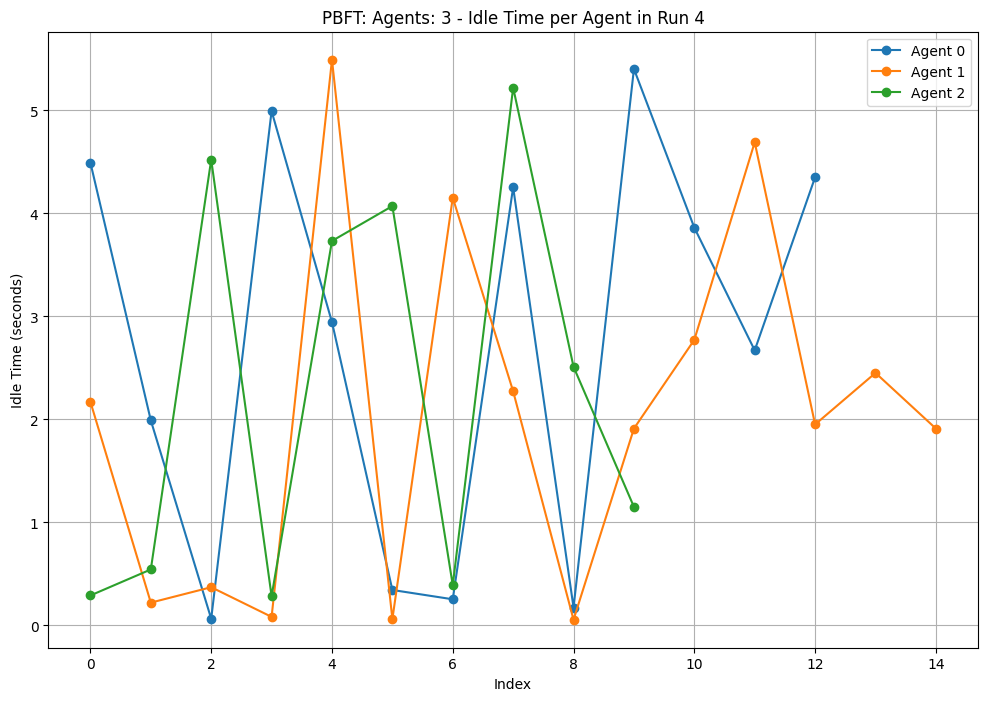 PBFT: Agents: 3 - Idle Time per Agent in Run 4
Agent 0
Agent 1
Agent 2
Idle Time (seconds)
5
4
3
2
1
0
0 2 4 6 8 10 12 14
Index